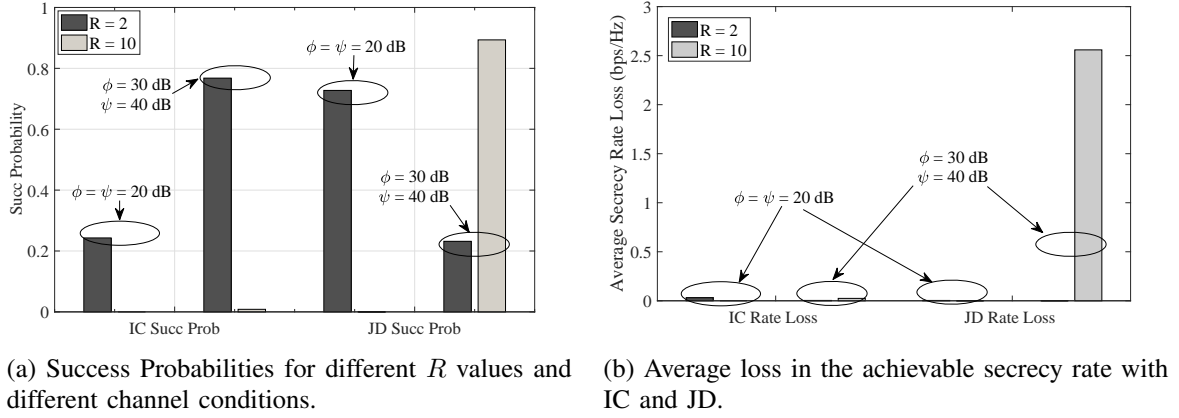 1
0.8
0.6
0.4
0.2
0
Succ Probability
R = 2
R = 10
ϕ = ψ = 20 dB
ϕ = 30 dB
ψ = 40 dB
ϕ = ψ = 20 dB
ϕ = 30 dB
ψ = 40 dB
IC Succ Prob
JD Succ Prob
(a) Success Probabilities for different R values and
different channel conditions.
3
2.5
2
1.5
1
0.5
0
Average Secrecy Rate Loss (bps/Hz)
R = 2
R = 10
ϕ = 30 dB
ψ = 40 dB
ϕ = ψ = 20 dB
IC Rate Loss
JD Rate Loss
(b) Average loss in the achievable secrecy rate with
IC and JD.